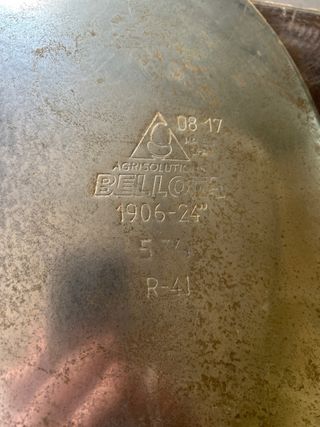 08-17
AGRISOLUTIONS
BELLOTA
1906-24"
R-41